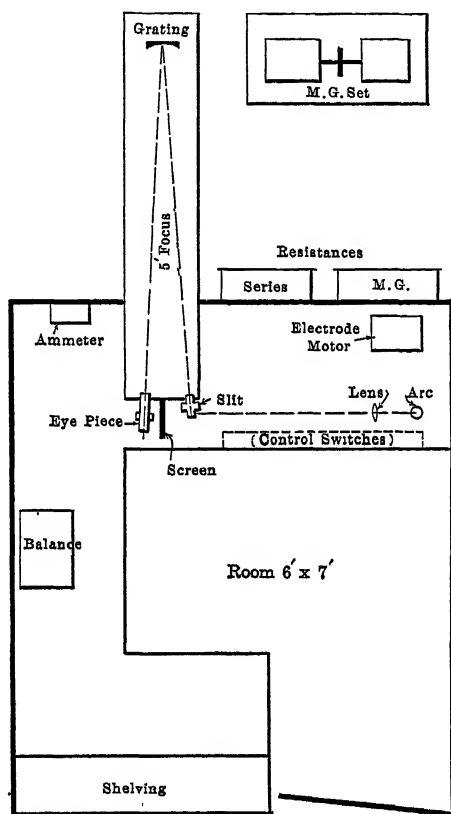 Grating
M.G. Set
5' Focus
Resistances
Series
M.G.
Ammeter
Electrode
Motor
Slit
Lens
Arc
Eye Piece
(Control Switches)
Screen
Balance
Room 6' x 7'
Shelving